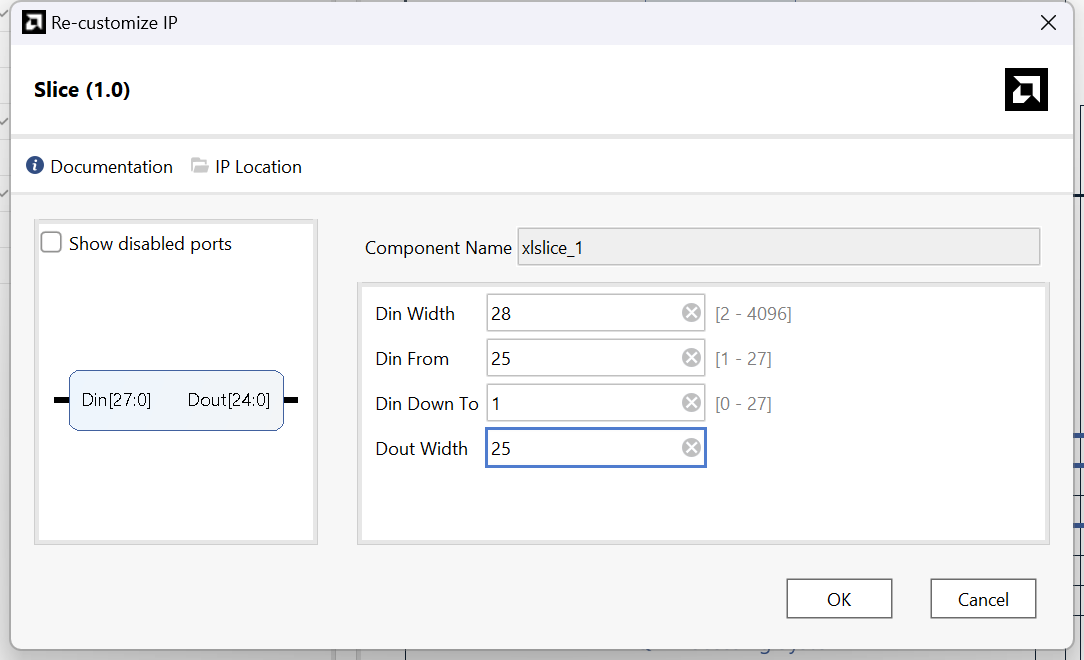 Re-customize IP
Slice (1.0)
Documentation IP Location
Show disabled ports
Din[27:0] Dout[24:0]
Component Name xlslice_1
Din Width 28 [2 - 4096]
Din From 25 [1 - 27]
Din Down To 1 [0 - 27]
Dout Width 25
OK Cancel